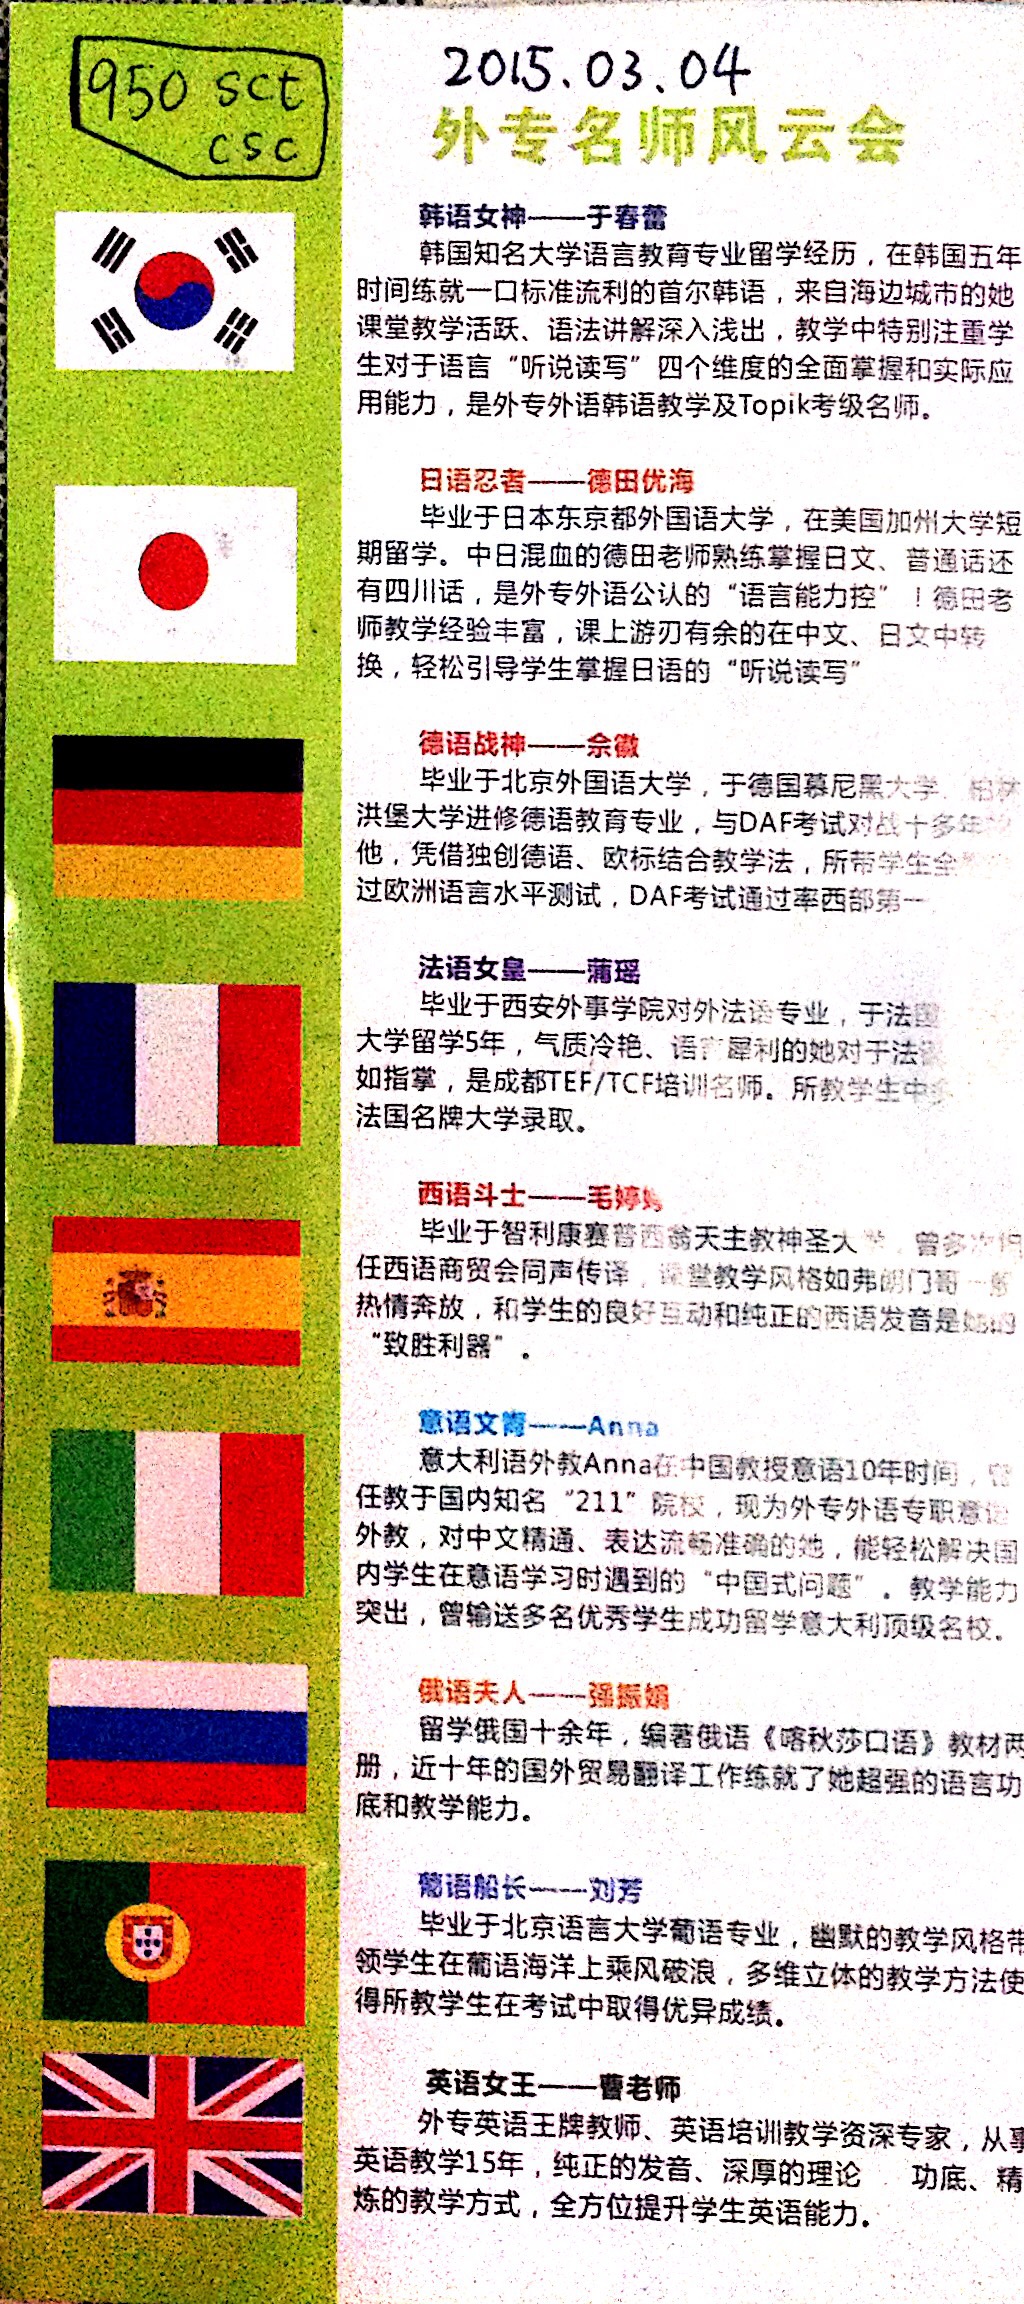 950 sct
csc
2015.03.04
外专名师风云会
韩语女神——于春蕾
韩国知名大学语言教育专业留学经历，在韩国五年
时间练就一口标准流利的首尔韩语，来自海边城市的她
课堂教学活跃、语法讲解深入浅出，教学中特别注重学
生对于语言“听说读写”四个维度的全面掌握和实际应
用能力，是外专外语韩语教学及Topik考级名师。
日语忍者——德田优海
毕业于日本东京都外国语大学，在美国加州大学短
期留学。中日混血的德田老师熟练掌握日文、普通话还
有四川话，是外专外语公认的“语言能力控”！德田老
师教学经验丰富，课上游刃有余的在中文、日文中转
换，轻松引导学生掌握日语的“听说读写”
德语战神——佘徽
毕业于北京外国语大学，于德国慕尼黑大学、柏林
洪堡大学进修德语教育专业，与DAF考试对战十多年
他，凭借独创德语、欧标结合教学法，所带学生全
过欧洲语言水平测试，DAF考试通过率西部第一
法语女皇——蒲瑶
毕业于西安外事学院对外法语专业，于法国
大学留学5年，气质冷艳、语言犀利的她对于法
如指掌，是成都TEF/TCF培训名师。所教学生中多
法国名牌大学录取。
西语斗士——毛婷婷
毕业于智利康赛普西翁天主教神圣大学，曾多次担
任西语商贸会同声传译，课堂教学风格如弗朗门哥一般
热情奔放，和学生的良好互动和纯正的西语发音是她的
“致胜利器”。
意语文青——Anna
意大利语外教Anna在中国教授意语10年时间，曾
任教于国内知名“211”院校，现为外专外语专职意语
外教，对中文精通、表达流畅准确的她，能轻松解决国
内学生在意语学习时遇到的“中国式问题”。教学能力
突出，曾输送多名优秀学生成功留学意大利顶级名校。
俄语夫人——强振娟
留学俄国十余年，编著俄语《喀秋莎口语》教材两
册，近十年的国外贸易翻译工作练就了她超强的语言功
底和教学能力。
葡语船长——刘芳
毕业于北京语言大学葡语专业，幽默的教学风格带
领学生在葡语海洋上乘风破浪，多维立体的教学方法使
得所教学生在考试中取得优异成绩。
英语女王——曹老师
外专英语王牌教师、英语培训教学资深专家，从事
英语教学15年，纯正的发音、深厚的理论 功底、精
炼的教学方式，全方位提升学生英语能力。